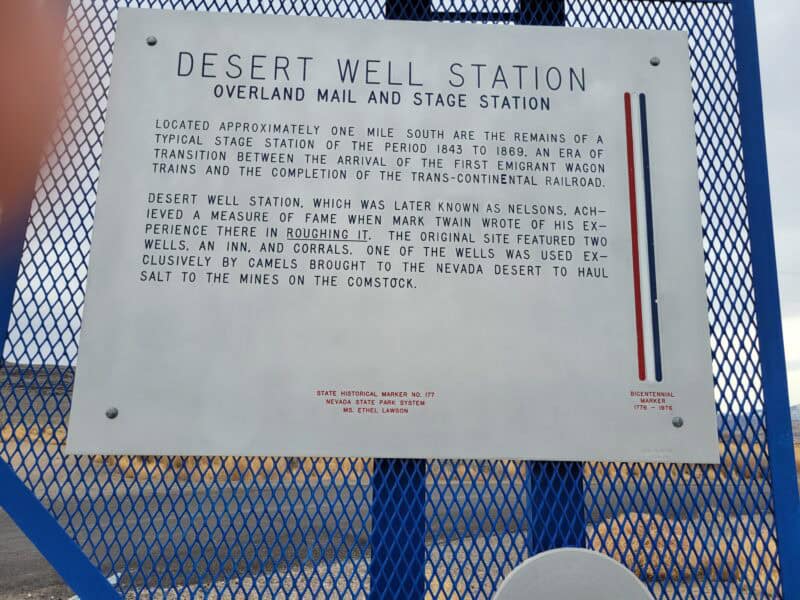 DESERT WELL STATION
OVERLAND MAIL AND STAGE STATION
LOCATED APPROXIMATELY ONE MILE SOUTH ARE THE REMAINS OF A
TYPICAL STAGE STATION OF THE PERIOD 1843 TO 1869, AN ERA OF
TRANSITION BETWEEN THE ARRIVAL OF THE FIRST EMIGRANT WAGON
TRAINS AND THE COMPLETION OF THE TRANS-CONTINENTAL RAILROAD.
DESERT WELL STATION, WHICH WAS LATER KNOWN AS NELSONS, ACH-
IEVED A MEASURE OF FAME WHEN MARK TWAIN WROTE OF HIS EX-
PERIENCE THERE IN ROUGHING IT. THE ORIGINAL SITE FEATURED TWO
WELLS, AN INN, AND CORRALS. ONE OF THE WELLS WAS USED EX-
CLUSIVELY BY CAMELS BROUGHT TO THE NEVADA DESERT TO HAUL
SALT TO THE MINES ON THE COMSTOCK.
STATE HISTORICAL MARKER NO. 177
NEVADA STATE PARK SYSTEM
MS. ETHEL LAWSON
BICENTENNIAL
MARKER
1776 - 1976